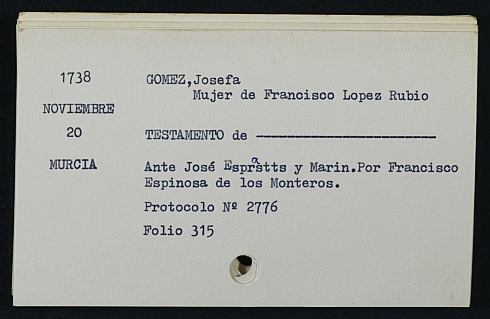 1738 GOMEZ,Josefa
Mujer de Francisco Lopez Rubio
NOVIEMBRE
20 TESTAMENTO de ------------------------
MURCIA Ante José y Marin.Por Francisco
Espinosa de los Monteros.
Protocolo Nº 2776
Folio 315